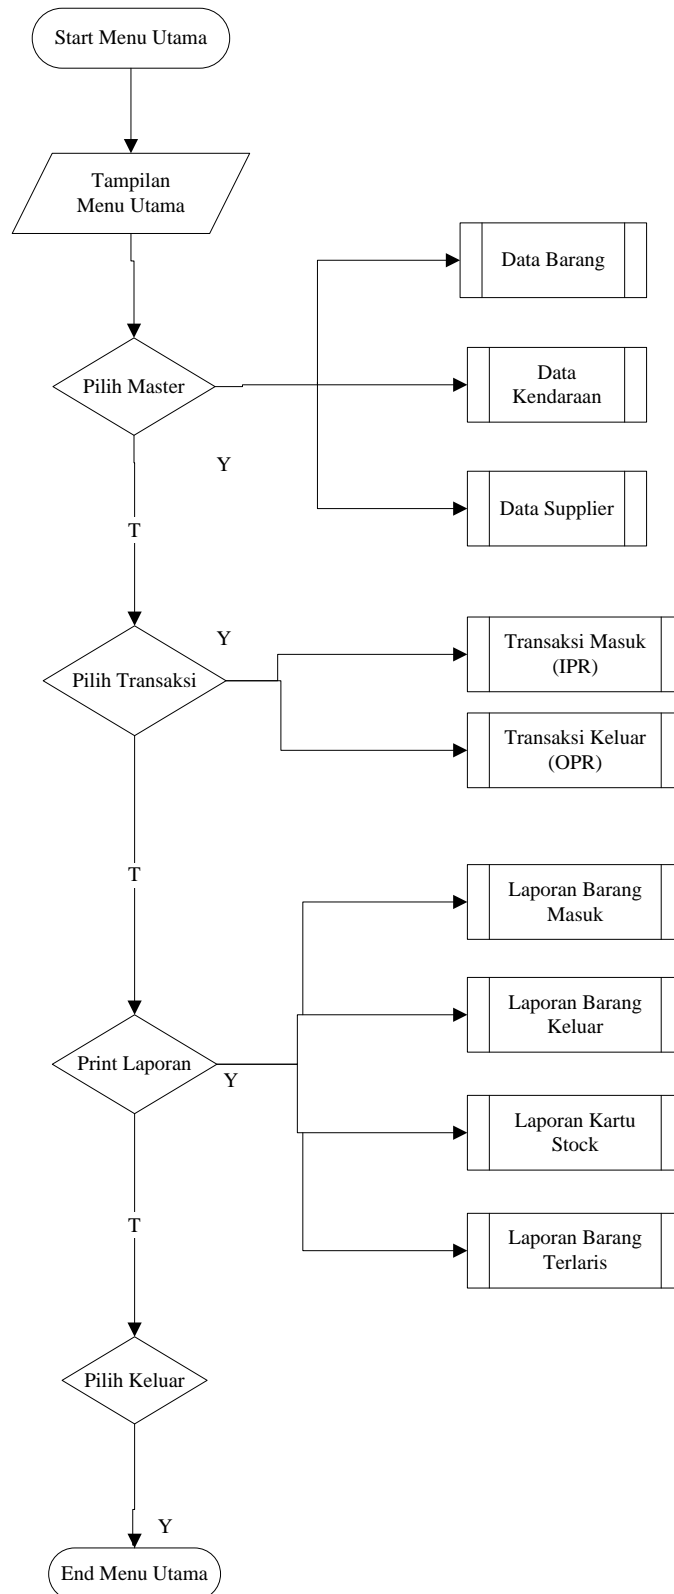 Start Menu Utama
Tampilan
Menu Utama
Data Barang
Pilih Master
Data
Kendaraan
Y
Data Supplier
T
Y
Transaksi Masuk
(IPR)
Pilih Transaksi
Transaksi Keluar
(OPR)
T
Laporan Barang
Masuk
Laporan Barang
Keluar
Print Laporan
Y
Laporan Kartu
Stock
T
Laporan Barang
Terlaris
Pilih Keluar
Y
End Menu Utama